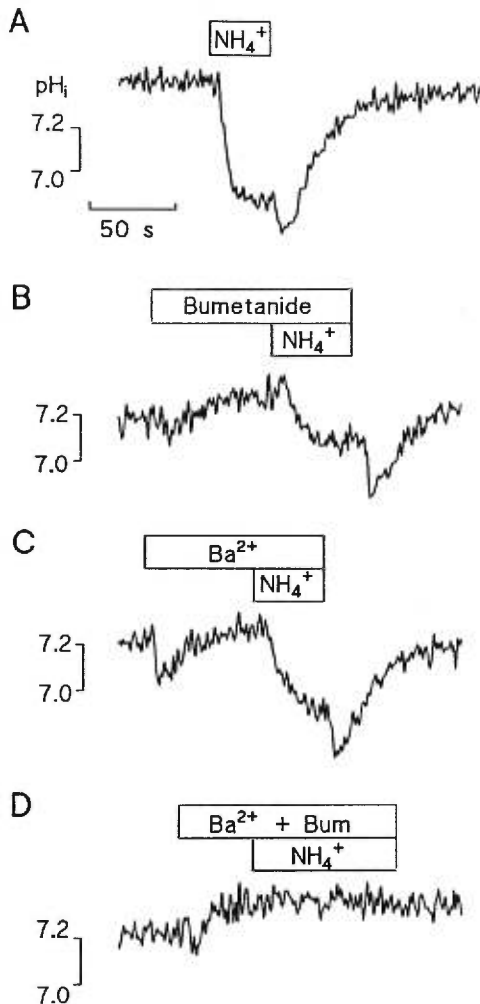 A
NH₄⁺
pHᵢ
7.2
7.0
50 s
B
Bumetanide
NH₄⁺
7.2
7.0
C
Ba²⁺
NH₄⁺
7.2
7.0
D
Ba²⁺ + Bum
NH₄⁺
7.2
7.0